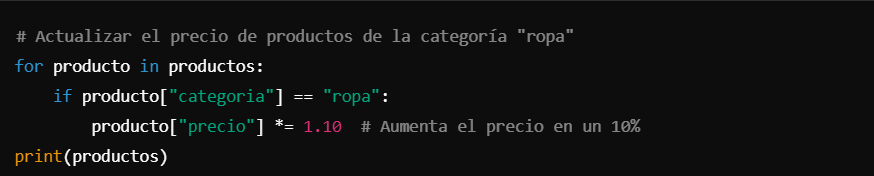 # Actualizar el precio de productos de la categoría "ropa"
for producto in productos:
    if producto["categoria"] == "ropa":
        producto["precio"] *= 1.10  # Aumenta el precio en un 10%
print(productos)